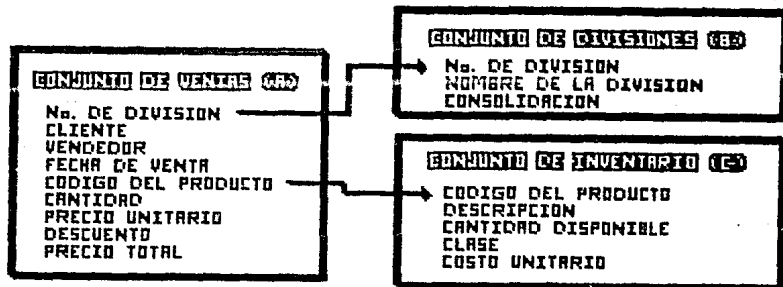 CONJUNTO DE VENTAS (A)
No. DE DIVISION
CLIENTE
VENDEDOR
FECHA DE VENTA
CODIGO DEL PRODUCTO
CANTIDAD
PRECIO UNITARIO
DESCUENTO
PRECIO TOTAL
CONJUNTO DE DIVISIONES (B)
No. DE DIVISION
NOMBRE DE LA DIVISION
CONSOLIDACION
CONJUNTO DE INVENTARIO (C)
CODIGO DEL PRODUCTO
DESCRIPCION
CANTIDAD DISPONIBLE
CLASE
COSTO UNITARIO